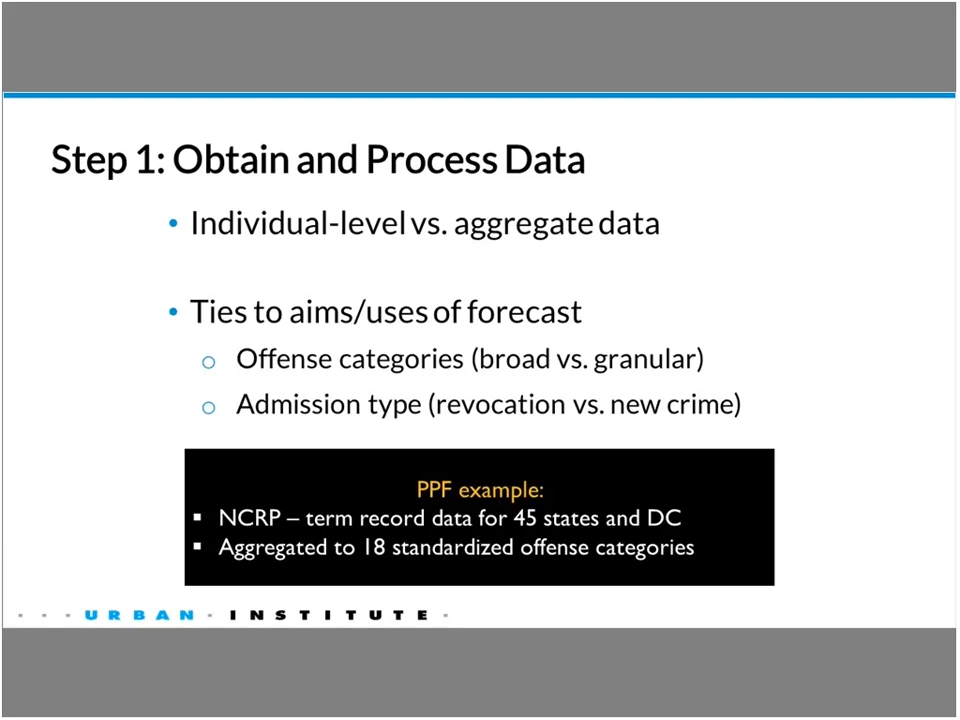 Step 1: Obtain and Process Data
• Individual-level vs. aggregate data
• Ties to aims/uses of forecast
o Offense categories (broad vs. granular)
o Admission type (revocation vs. new crime)
PPF example:
▪ NCRP – term record data for 45 states and DC
▪ Aggregated to 18 standardized offense categories
URBAN INSTITUTE